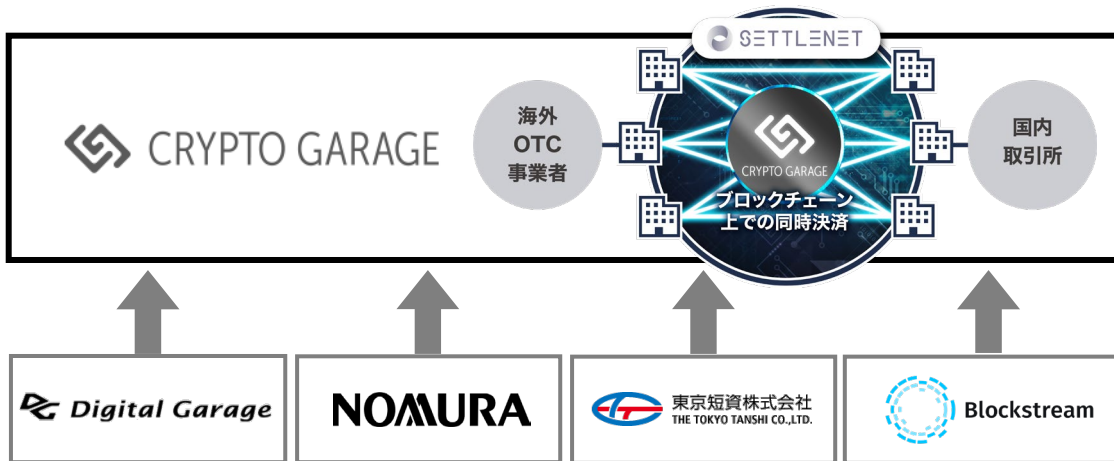 SETTLENET
CRYPTO GARAGE
海外
OTC
事業者
CRYPTO GARAGE
ブロックチェーン
上での同時決済
国内
取引所
Digital Garage
NOMURA
東京短資株式会社
THE TOKYO TANSHI CO.,LTD.
Blockstream